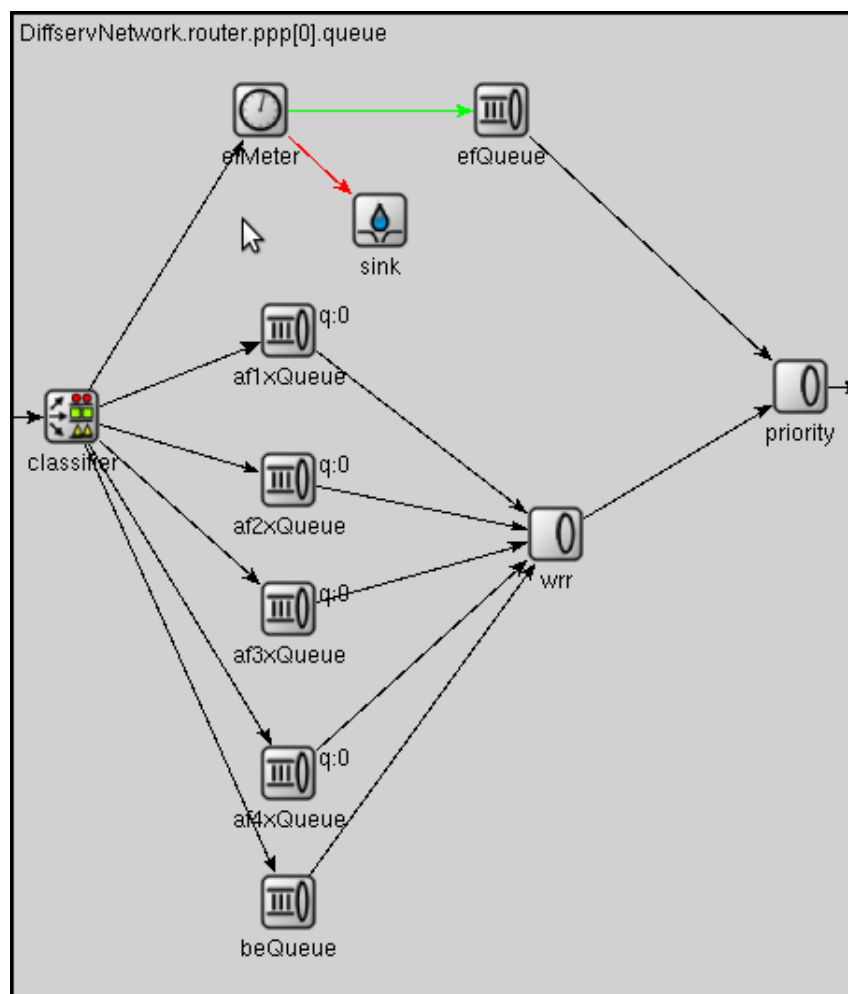 DiffservNetwork.router.ppp[0].queue
efMeter
efQueue
sink
q:0
af1xQueue
priority
classifier
q:0
af2xQueue
wrr
q:0
af3xQueue
q:0
af4xQueue
beQueue